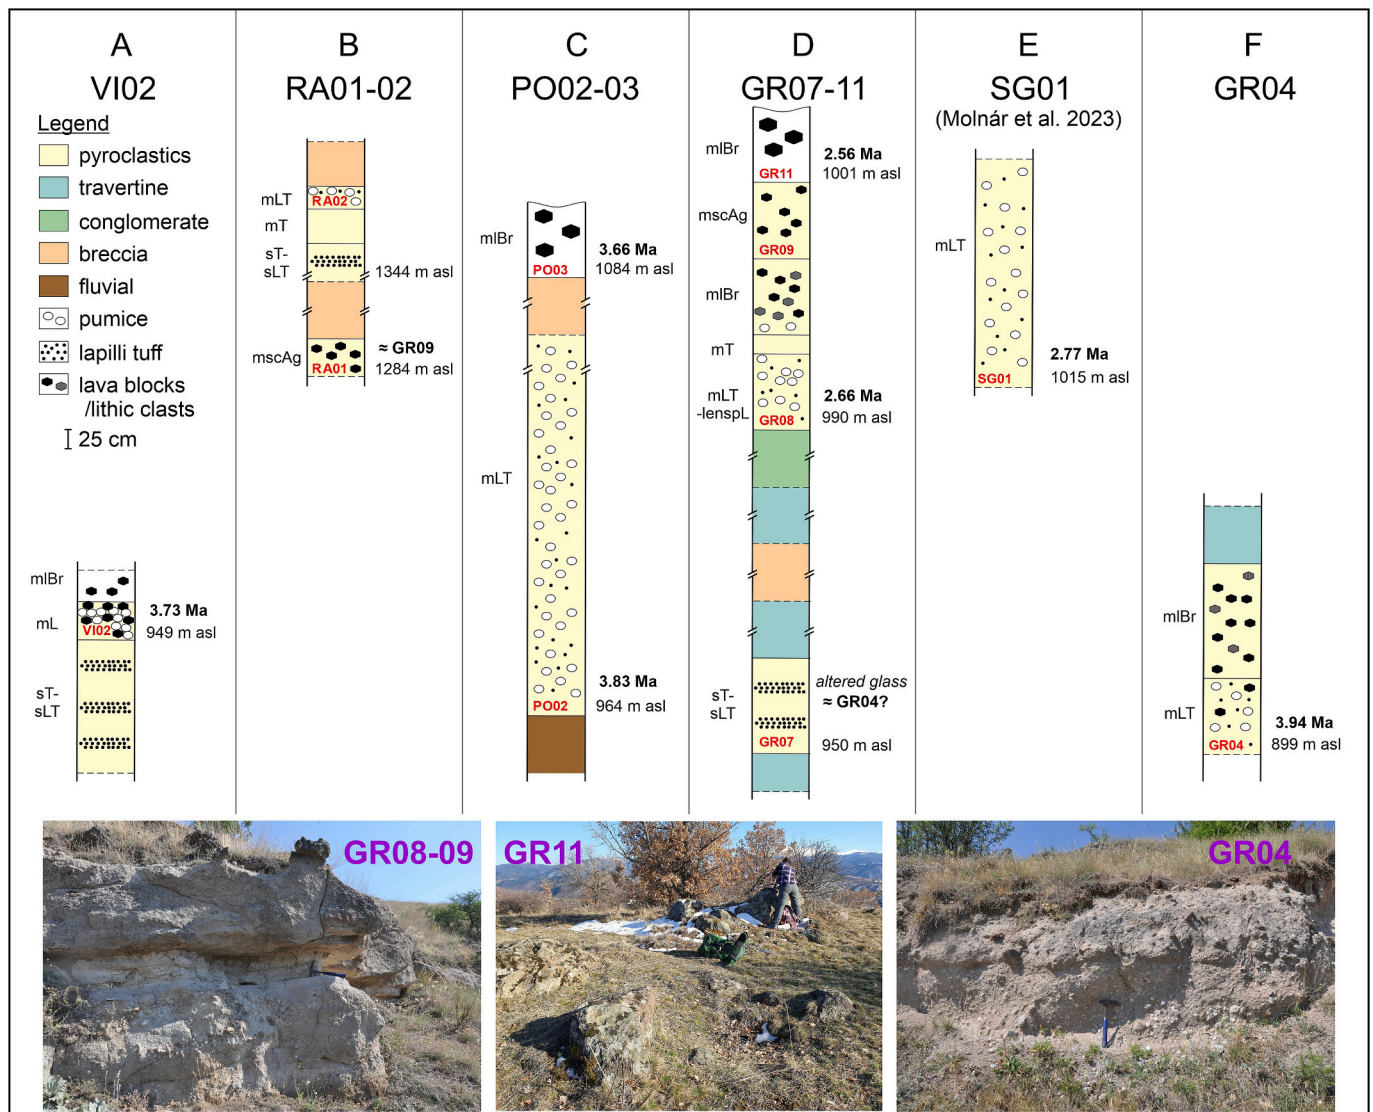 A
VI02
Legend
pyroclastics
travertine
conglomerate
breccia
fluvial
pumice
lapilli tuff
lava blocks
/lithic clasts
25 cm
mlBr
mL
VI02
3.73 Ma
949 m asl
sT-
sLT
B
RA01-02
mLT
RA02
mT
sT-
sLT
1344 m asl
mscAg
RA01
≈ GR09
1284 m asl
C
PO02-03
mlBr
PO03
3.66 Ma
1084 m asl
mLT
PO02
3.83 Ma
964 m asl
D
GR07-11
mlBr
GR11
2.56 Ma
1001 m asl
mscAg
GR09
mlBr
mT
mLT
-lenspL
GR08
2.66 Ma
990 m asl
sT-
sLT
GR07
altered glass
≈ GR04?
950 m asl
E
SG01
(Molnár et al. 2023)
mLT
SG01
2.77 Ma
1015 m asl
F
GR04
mlBr
mLT
GR04
3.94 Ma
899 m asl
GR08-09
GR11
GR04